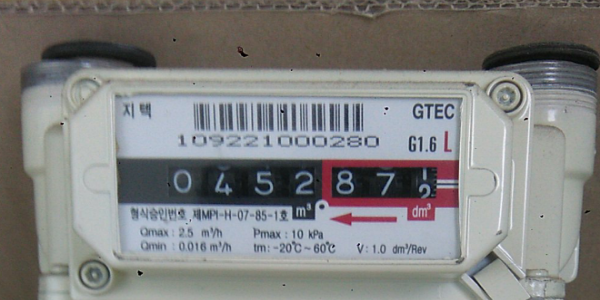 지 텍
GTEC
109221000280
G1.6 L
0 4 5 2 8 7
m³
dm³
형식승인번호, 제MPI-H-07-85-1호
Qmax : 2.5 m³/h
Pmax : 10 kPa
Qmin : 0.016 m³/h
tm: -20℃~60℃
V : 1.0 dm³/Rev